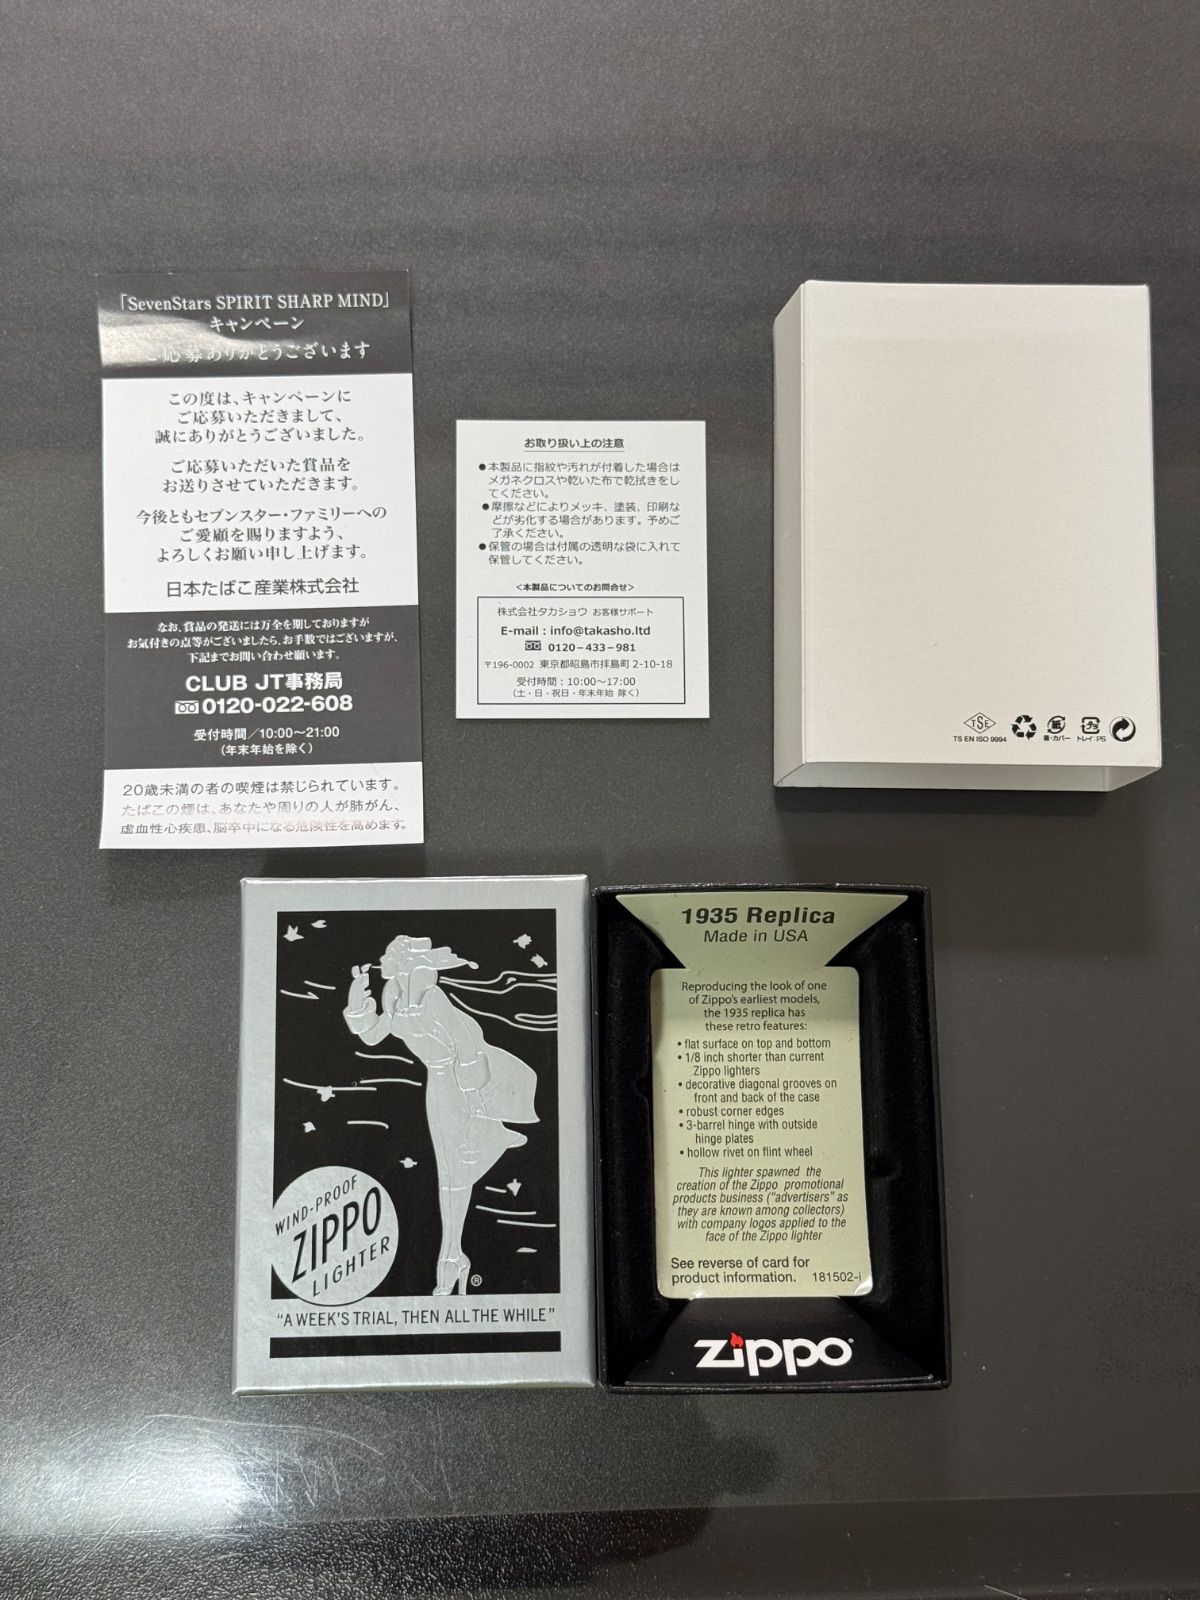 「SevenStars SPIRIT SHARP MIND」
キャンペーン
ご応募ありがとうございます
この度は、キャンペーンに
ご応募いただきまして、
誠にありがとうございました。
ご応募いただいた賞品を
お送りさせていただきます。
今後ともセブンスター・ファミリーへの
ご愛顧を賜りますよう、
よろしくお願い申し上げます。
日本たばこ産業株式会社
なお、賞品の発送には万全を期しておりますが
お気付きの点等がございましたら、お手数ではございますが、
下記までお問い合わせ願います。
CLUB JT事務局
0120-022-608
受付時間／10:00〜21:00
（年末年始を除く）
20歳未満の者の喫煙は禁じられています。
たばこの煙は、あなたや周りの人が肺がん、
虚血性心疾患、脳卒中になる危険性を高めます。
お取り扱い上の注意
●本製品に指紋や汚れが付着した場合は
メガネクロスや乾いた布で乾拭きをし
てください。
●摩擦などによりメッキ、塗装、印刷な
どが劣化する場合があります。予めご
了承ください。
●保管の場合は付属の透明な袋に入れて
保管してください。
＜本製品についてのお問合せ＞
株式会社タカショウ お客様サポート
E-mail : info@takasho.ltd
0120−433−981
〒196-0002 東京都昭島市拝島町 2-10-18
受付時間：10:00〜17:00
（土・日・祝日・年末年始 除く）
TSE
TS EN ISO 9994
紙
箱・カバー
プラ
トレイ：PS
WIND-PROOF
ZIPPO
LIGHTER
®
"A WEEK'S TRIAL, THEN ALL THE WHILE"
1935 Replica
Made in USA
Reproducing the look of one
of Zippo's earliest models,
the 1935 replica has
these retro features:
• flat surface on top and bottom
• 1/8 inch shorter than current
Zippo lighters
• decorative diagonal grooves on
front and back of the case
• robust corner edges
• 3-barrel hinge with outside
hinge plates
• hollow rivet on flint wheel
This lighter spawned the
creation of the Zippo promotional
products business ("advertisers" as
they are known among collectors)
with company logos applied to the
face of the Zippo lighter
See reverse of card for
product information. 181502-i
zippo®